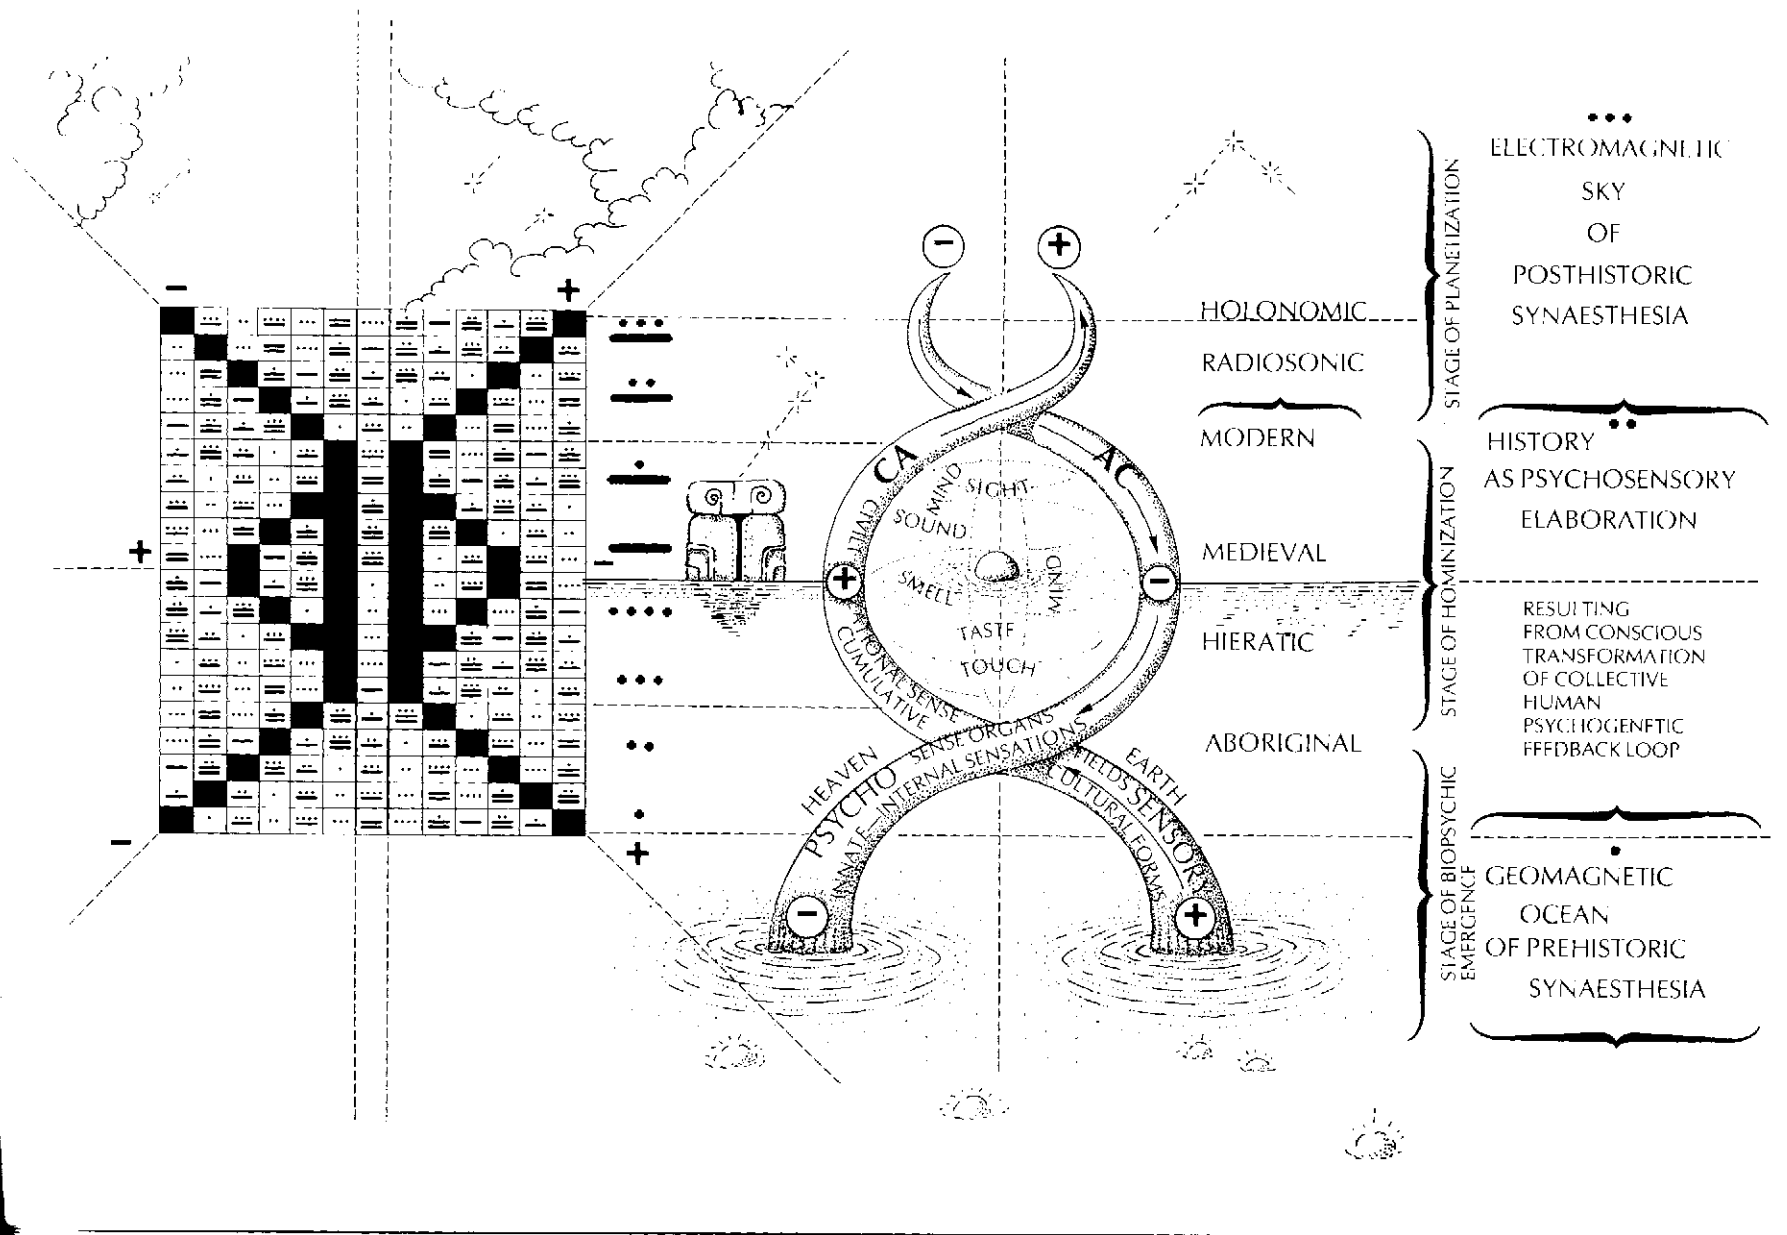 HOLONOMIC
RADIOSONIC
MODERN
MEDIEVAL
HIERATIC
ABORIGINAL
STAGE OF PLANETIZATION
STAGE OF HOMINIZATION
STAGE OF BIOPSYCHIC
EMERGENCE
ELECTROMAGNETIC
SKY
OF
POSTHISTORIC
SYNAESTHESIA
HISTORY
AS PSYCHOSENSORY
ELABORATION
RESULTING
FROM CONSCIOUS
TRANSFORMATION
OF COLLECTIVE
HUMAN
PSYCHOGENETIC
FEEDBACK LOOP
GEOMAGNETIC
OCEAN
OF PREHISTORIC
SYNAESTHESIA
CA
AC
MIND
SIGHT
SOUND
SMELL
MIND
TASTE
TOUCH
CIVILIZATIONAL SENSE
CUMULATIVE
SENSE ORGANS
INNATE—INTERNAL SENSATIONS
HEAVEN
PSYCHO
EARTH
FIELDS
SENSORY
CULTURAL FORMS